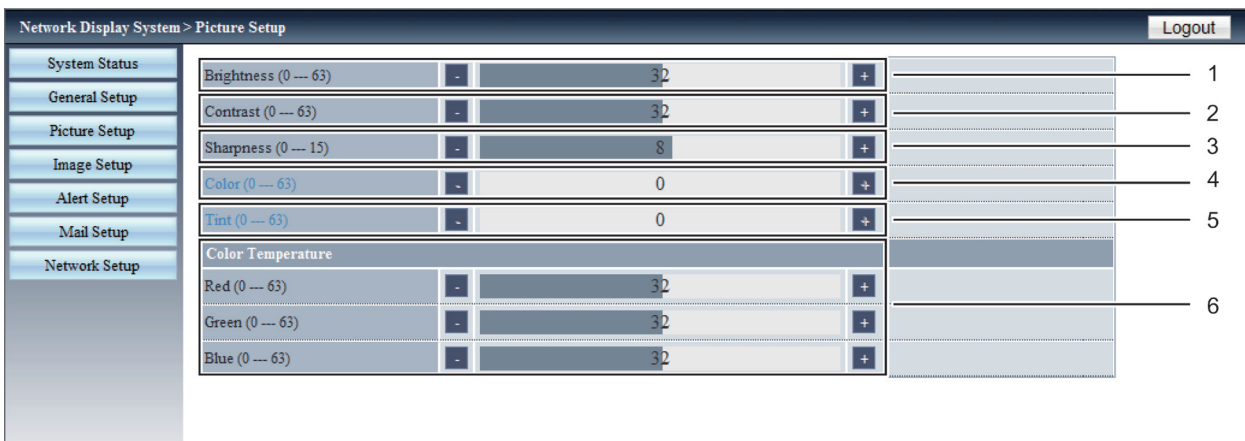 Network Display System > Picture Setup
Logout
System Status
General Setup
Picture Setup
Image Setup
Alert Setup
Mail Setup
Network Setup
Brightness (0 --- 63) - 32 + 1
Contrast (0 --- 63) - 32 + 2
Sharpness (0 --- 15) - 8 + 3
Color (0 --- 63) - 0 + 4
Tint (0 --- 63) - 0 + 5
Color Temperature
Red (0 --- 63) - 32 +
6
Green (0 --- 63) - 32 +
Blue (0 --- 63) - 32 +